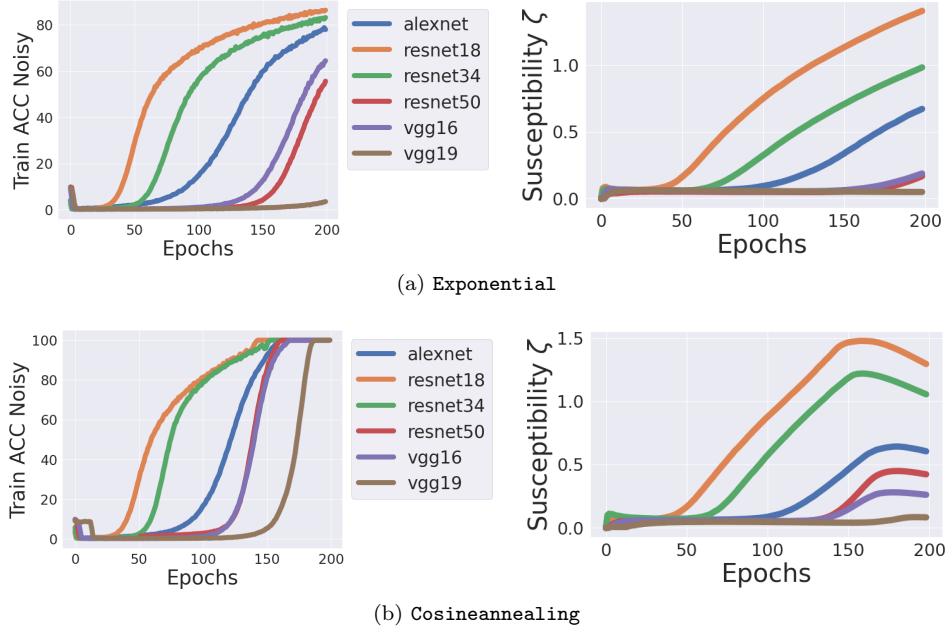 Train ACC Noisy
80
60
40
20
0
0
50
100
150
200
Epochs
alexnet
resnet18
resnet34
resnet50
vgg16
vgg19
Susceptibility ζ
1.0
0.5
0.0
0
50
100
150
200
Epochs
(a) Exponential
Train ACC Noisy
100
80
60
40
20
0
0
50
100
150
200
Epochs
alexnet
resnet18
resnet34
resnet50
vgg16
vgg19
Susceptibility ζ
1.5
1.0
0.5
0.0
0
50
100
150
200
Epochs
(b) Cosineannealing